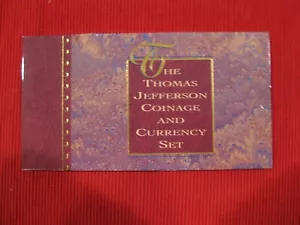 The
Thomas
Jefferson
Coinage
and
Currency
Set